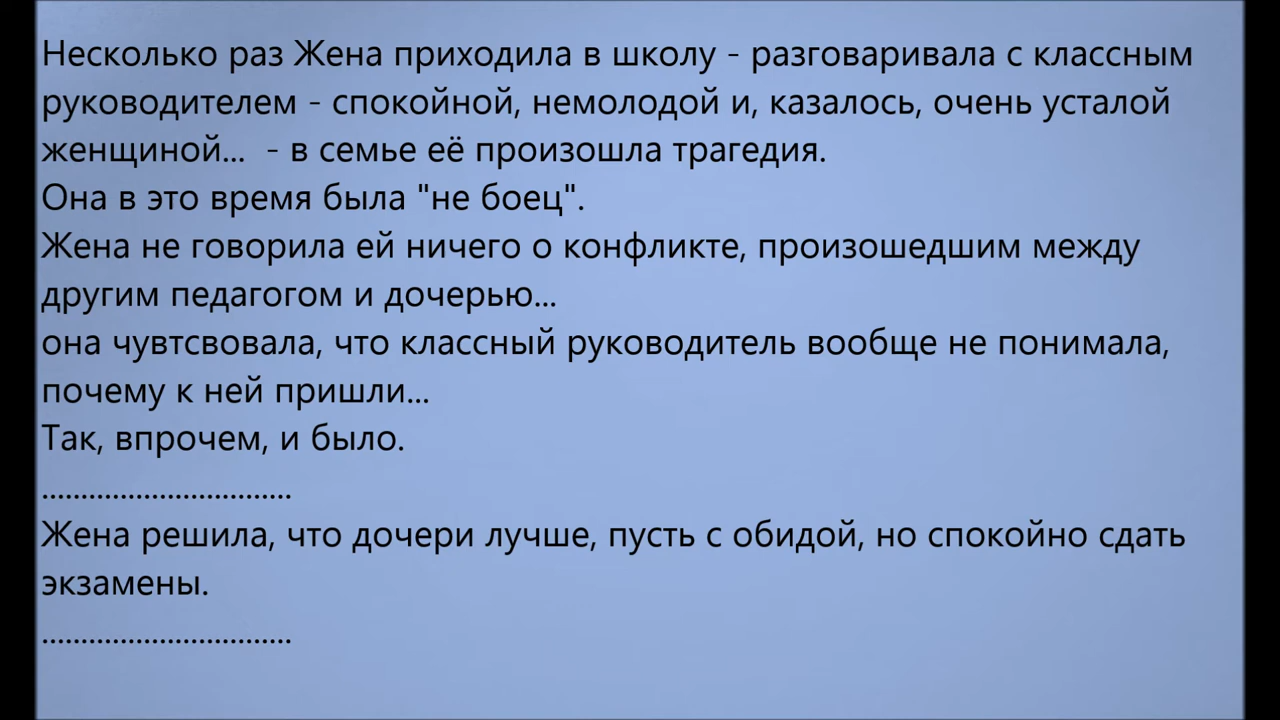 Несколько раз Жена приходила в школу - разговаривала с классным
руководителем - спокойной, немолодой и, казалось, очень усталой
женщиной...  - в семье её произошла трагедия.
Она в это время была "не боец".
Жена не говорила ей ничего о конфликте, произошедшим между
другим педагогом и дочерью...
она чувтсвовала, что классный руководитель вообще не понимала,
почему к ней пришли...
Так, впрочем, и было.
................................
Жена решила, что дочери лучше, пусть с обидой, но спокойно сдать
экзамены.
................................